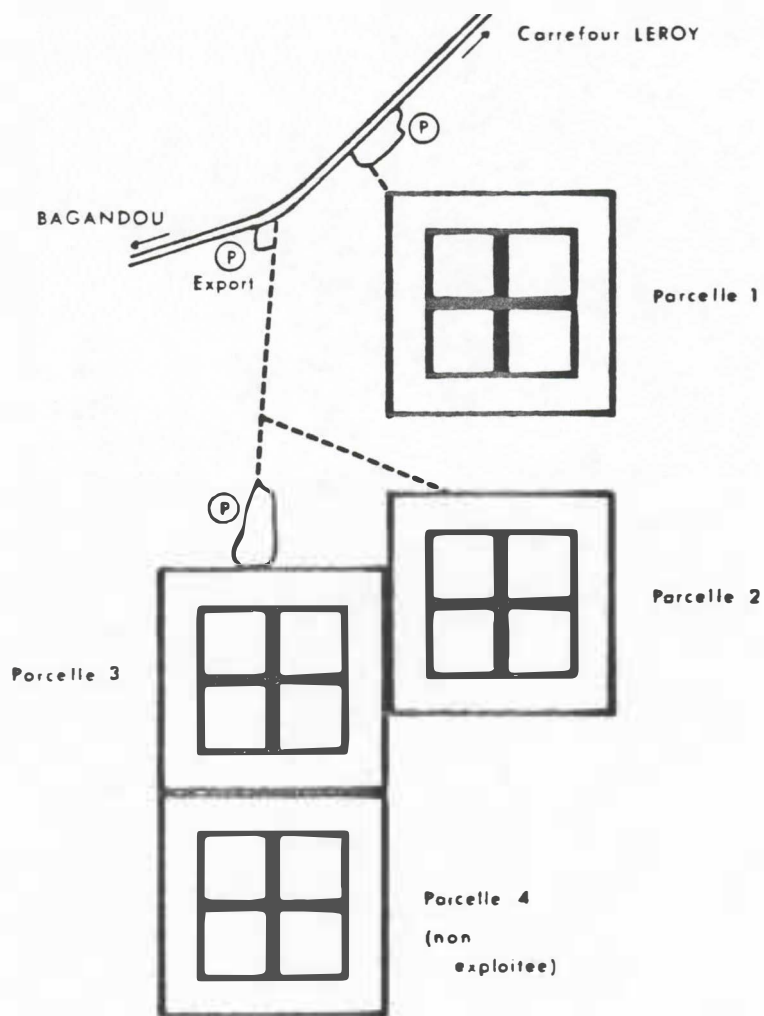 Carrefour LEROY
P
BAGANDOU
P
Export
Parcelle 1
P
Parcelle 2
Parcelle 3
Parcelle 4
(non
exploitee)